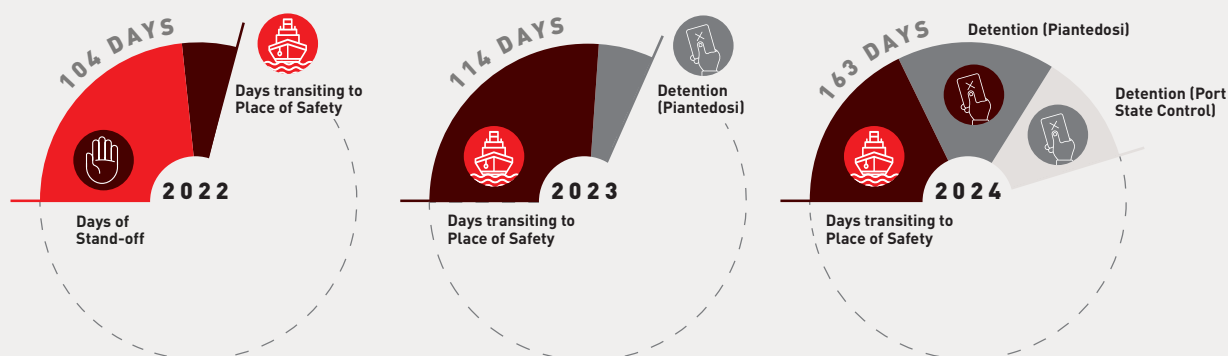 104 DAYS
Days transiting to
Place of Safety
2022
Days of
Stand-off
114 DAYS
Detention
(Piantedosi)
2023
Days transiting to
Place of Safety
163 DAYS
Detention (Piantedosi)
Detention (Port
State Control)
2024
Days transiting to
Place of Safety